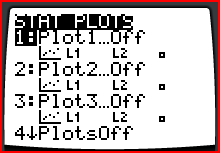 STAT PLOTS
1:Plot1…Off
L1 L2
2:Plot2…Off
L1 L2
3:Plot3…Off
L1 L2
4↓PlotsOff